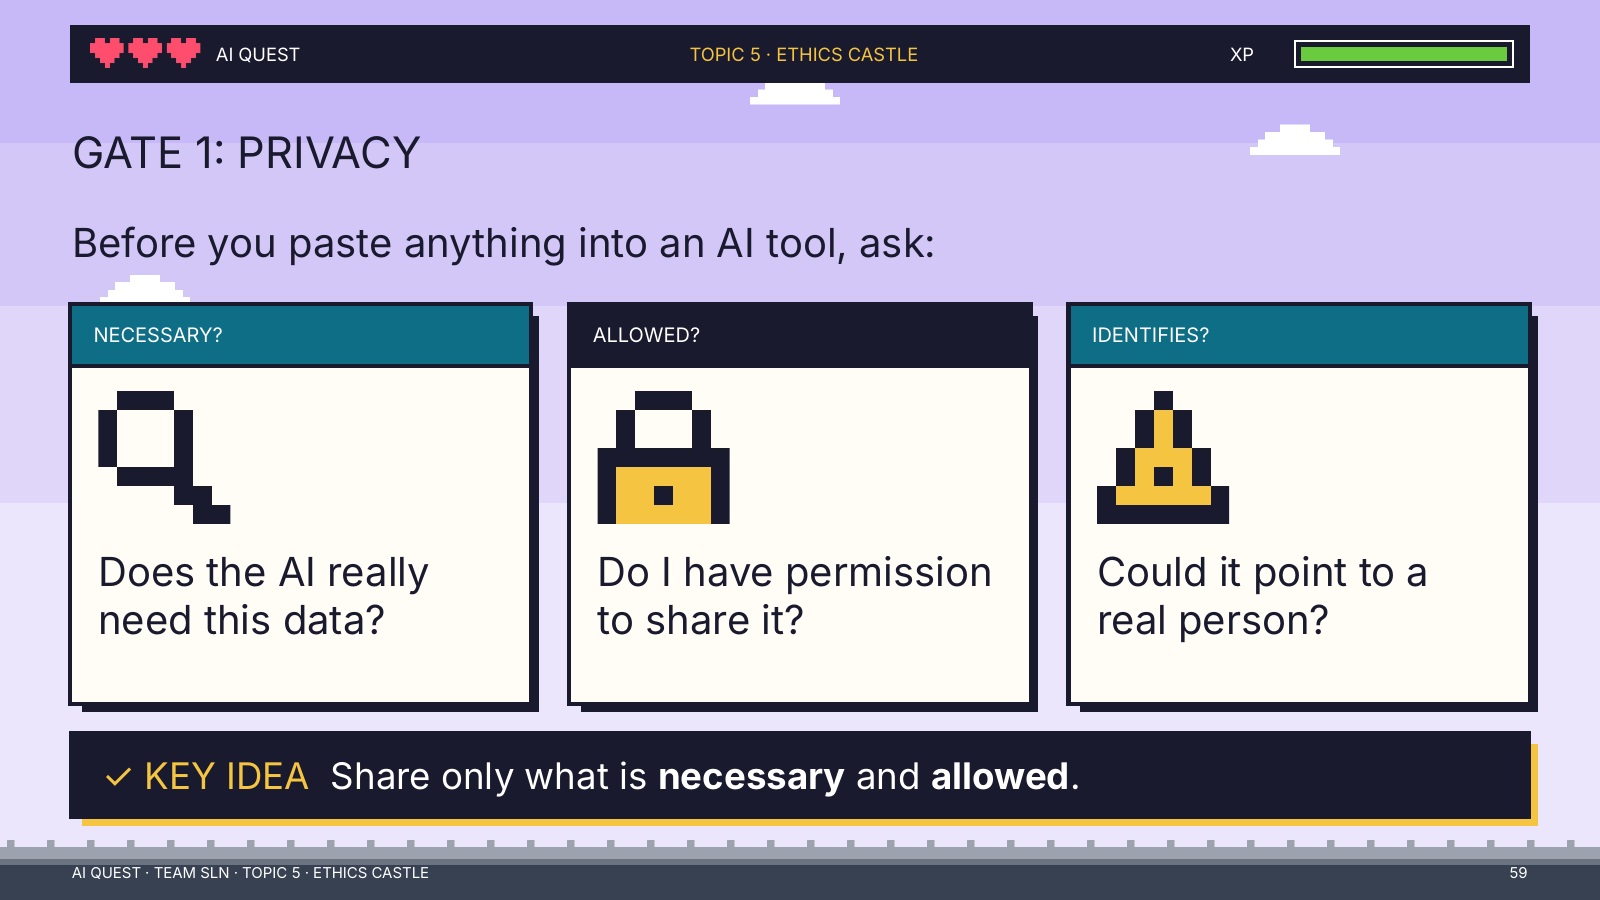 AI QUEST
TOPIC 5 · ETHICS CASTLE
XP
GATE 1: PRIVACY
Before you paste anything into an AI tool, ask:
NECESSARY?
Does the AI really
need this data?
ALLOWED?
Do I have permission
to share it?
IDENTIFIES?
Could it point to a
real person?
✓ KEY IDEA Share only what is necessary and allowed.
AI QUEST · TEAM SLN · TOPIC 5 · ETHICS CASTLE
59